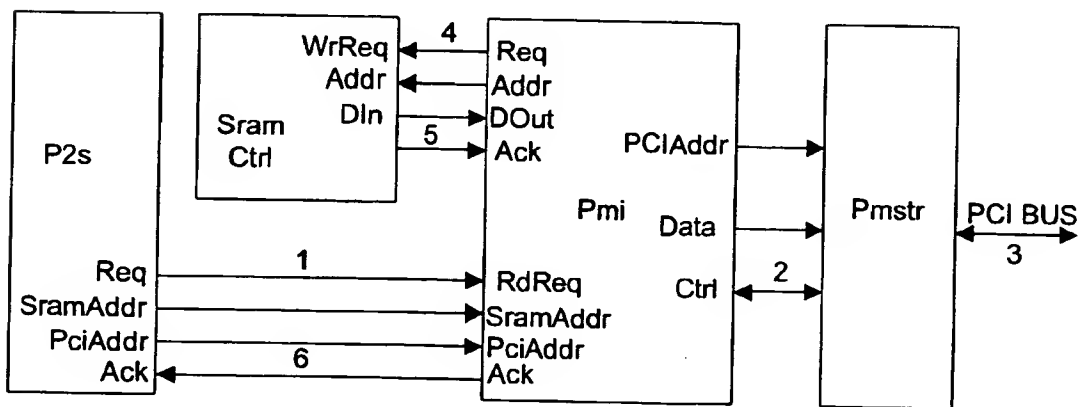 WrReq
Addr
DIn
Sram
Ctrl
4
5
Req
Addr
DOut
Ack
PCIAddr
Pmi
Data
Ctrl
2
Pmstr
PCI BUS
3
P2s
Req
SramAddr
PciAddr
Ack
1
6
RdReq
SramAddr
PciAddr
Ack